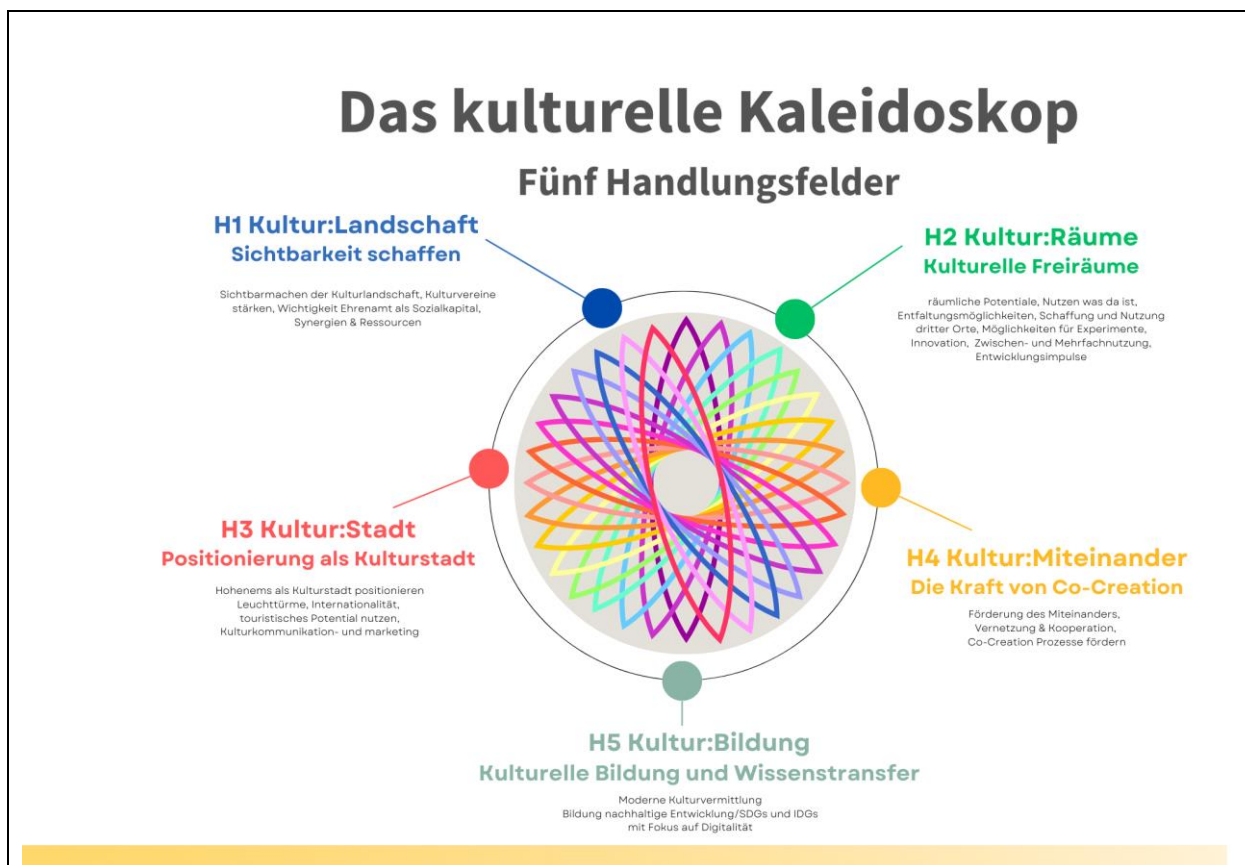 Das kulturelle Kaleidoskop
Fünf Handlungsfelder
H1 Kultur:Landschaft
Sichtbarkeit schaffen
Sichtbarmachen der Kulturlandschaft, Kulturvereine
stärken, Wichtigkeit Ehrenamt als Sozialkapital,
Synergien & Ressourcen
H2 Kultur:Räume
Kulturelle Freiräume
räumliche Potentiale, Nutzen was da ist,
Entfaltungsmöglichkeiten, Schaffung und Nutzung
dritter Orte, Möglichkeiten für Experimente,
Innovation, Zwischen- und Mehrfachnutzung,
Entwicklungsimpulse
H3 Kultur:Stadt
Positionierung als Kulturstadt
Hohenems als Kulturstadt positionieren
Leuchttürme, Internationalität,
touristisches Potential nutzen,
Kulturkommunikation- und marketing
H4 Kultur:Miteinander
Die Kraft von Co-Creation
Förderung des Miteinanders,
Vernetzung & Kooperation,
Co-Creation Prozesse fördern
H5 Kultur:Bildung
Kulturelle Bildung und Wissenstransfer
Moderne Kulturvermittlung
Bildung nachhaltige Entwicklung/SDGs und IDGs
mit Fokus auf Digitalität